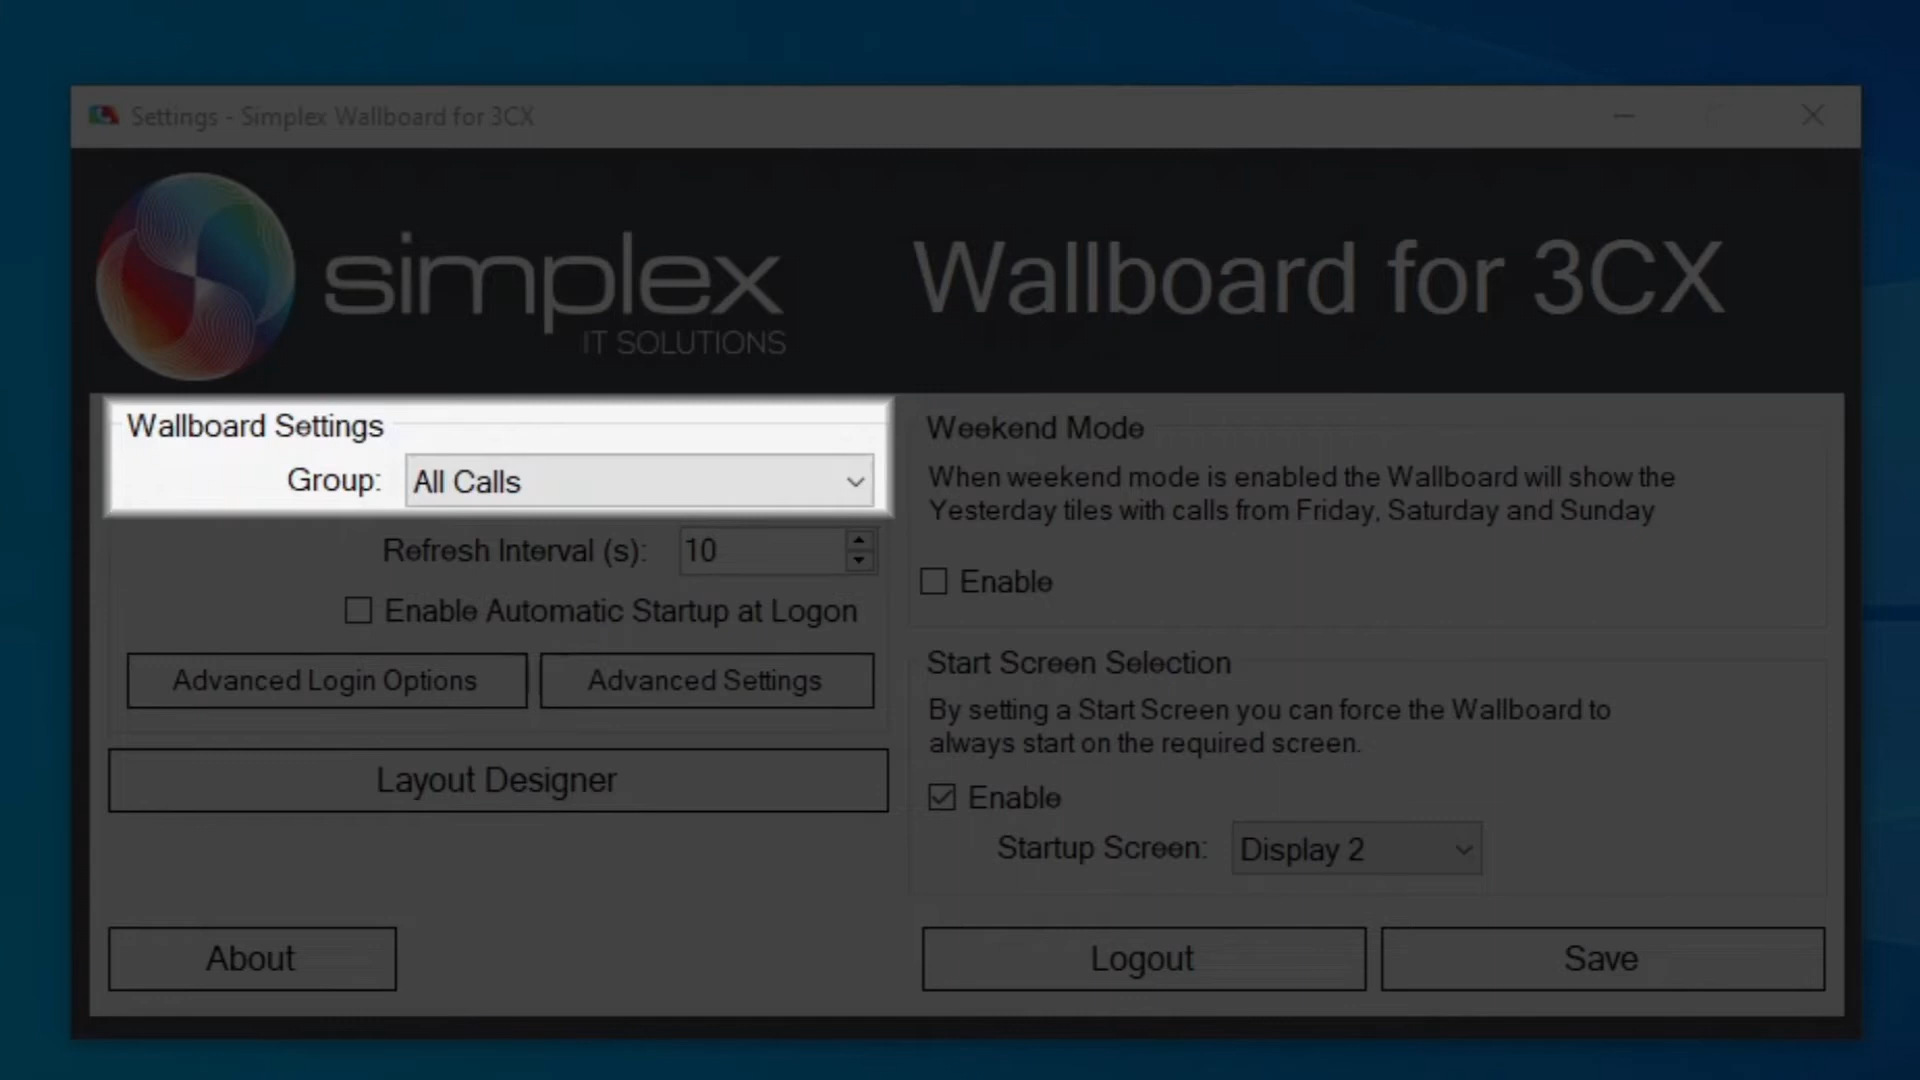 Settings - Simplex Wallboard for 3CX
simplex
IT SOLUTIONS
Wallboard for 3CX
Wallboard Settings
Group: All Calls
Refresh Interval (s): 10
Enable Automatic Startup at Logon
Advanced Login Options
Advanced Settings
Layout Designer
About
Weekend Mode
When weekend mode is enabled the Wallboard will show the
Yesterday tiles with calls from Friday, Saturday and Sunday
Enable
Start Screen Selection
By setting a Start Screen you can force the Wallboard to
always start on the required screen.
Enable
Startup Screen: Display 2
Logout
Save